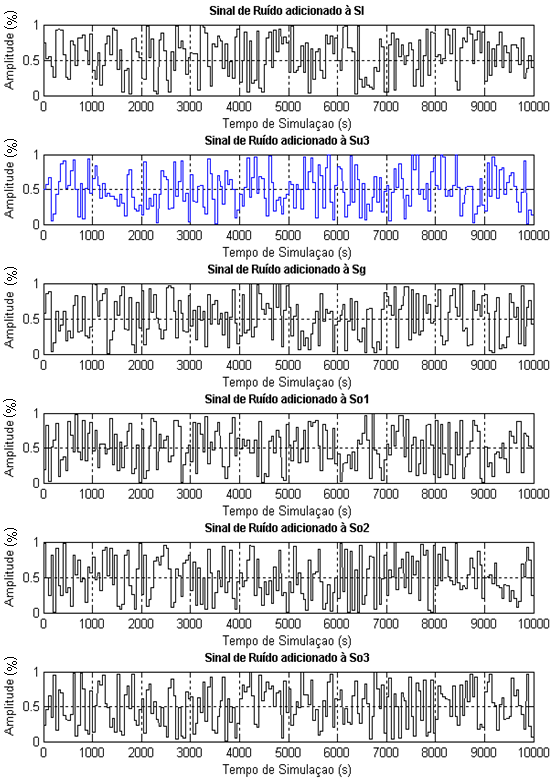 Sinal de Ruído adicionado à Sl
Amplitude (%)
1
0.5
0
0 1000 2000 3000 4000 5000 6000 7000 8000 9000 10000
Tempo de Simulaçao (s)
Sinal de Ruído adicionado à Su3
Amplitude (%)
1
0.5
0
0 1000 2000 3000 4000 5000 6000 7000 8000 9000 10000
Tempo de Simulaçao (s)
Sinal de Ruído adicionado à Sg
Amplitude (%)
1
0.5
0
0 1000 2000 3000 4000 5000 6000 7000 8000 9000 10000
Tempo de Simulaçao (s)
Sinal de Ruído adicionado à So1
Amplitude (%)
1
0.5
0
0 1000 2000 3000 4000 5000 6000 7000 8000 9000 10000
Tempo de Simulaçao (s)
Sinal de Ruído adicionado à So2
Amplitude (%)
1
0.5
0
0 1000 2000 3000 4000 5000 6000 7000 8000 9000 10000
Tempo de Simulaçao (s)
Sinal de Ruído adicionado à So3
Amplitude (%)
1
0.5
0
0 1000 2000 3000 4000 5000 6000 7000 8000 9000 10000
Tempo de Simulaçao (s)